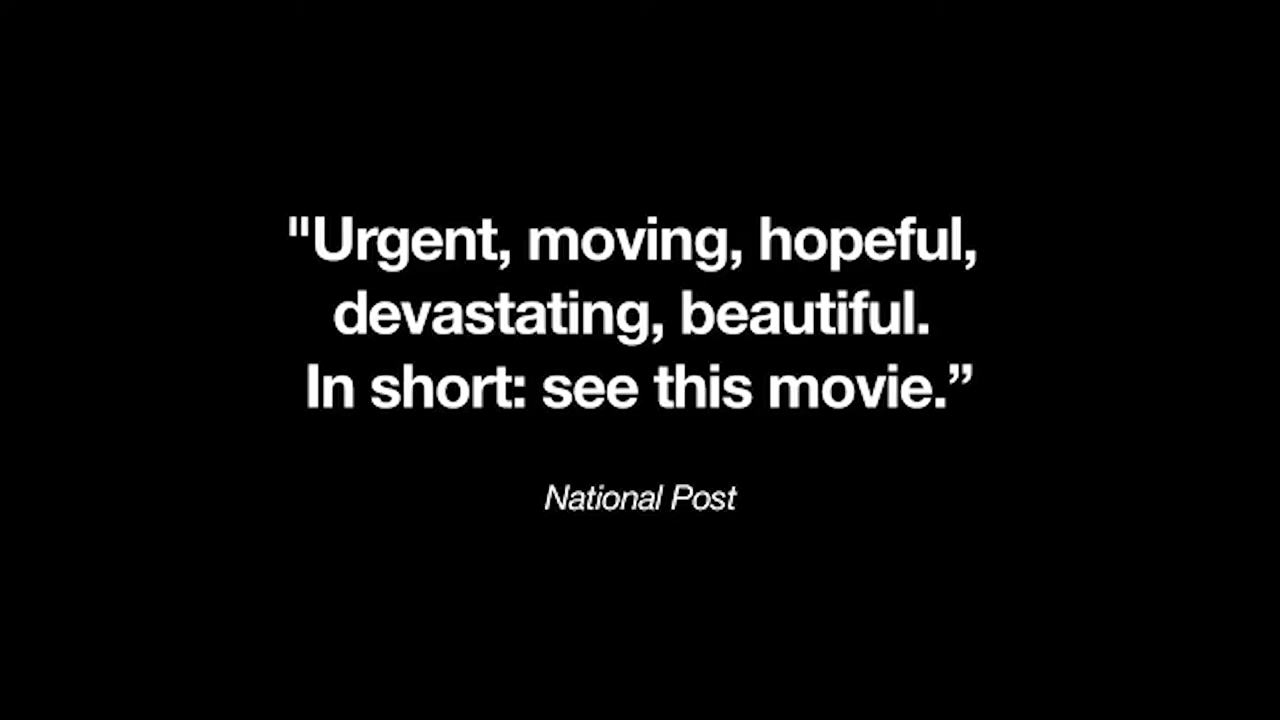 "Urgent, moving, hopeful,
devastating, beautiful.
In short: see this movie.”
National Post